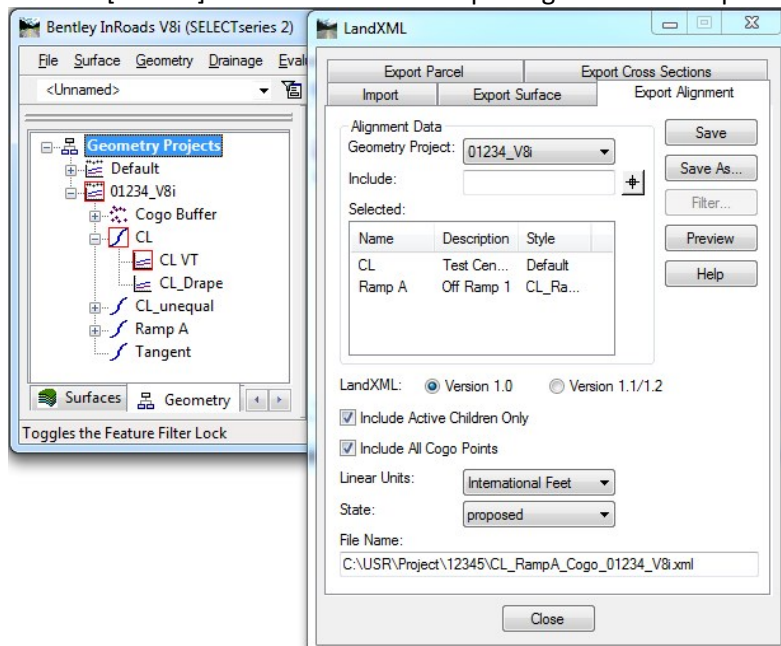 Bentley InRoads V8i (SELECTseries 2)
File Surface Geometry Drainage
<Unnamed>
Geometry Projects
Default
01234_V8i
Cogo Buffer
CL
CL VT
CL_Drape
CL_unequal
Ramp A
Tangent
Surfaces Geometry
Toggles the Feature Filter Lock
LandXML
Export Parcel Export Cross Sections
Import Export Surface Export Alignment
Alignment Data
Geometry Project: 01234_V8i
Include:
Selected:
Name Description Style
CL Test Cen... Default
Ramp A Off Ramp 1 CL_Ra...
Save
Save As...
Filter...
Preview
Help
LandXML: Version 1.0 Version 1.1/1.2
Include Active Children Only
Include All Cogo Points
Linear Units: International Feet
State: proposed
File Name:
C:\USR\Project\12345\CL_RampA_Cogo_01234_V8i.xml
Close